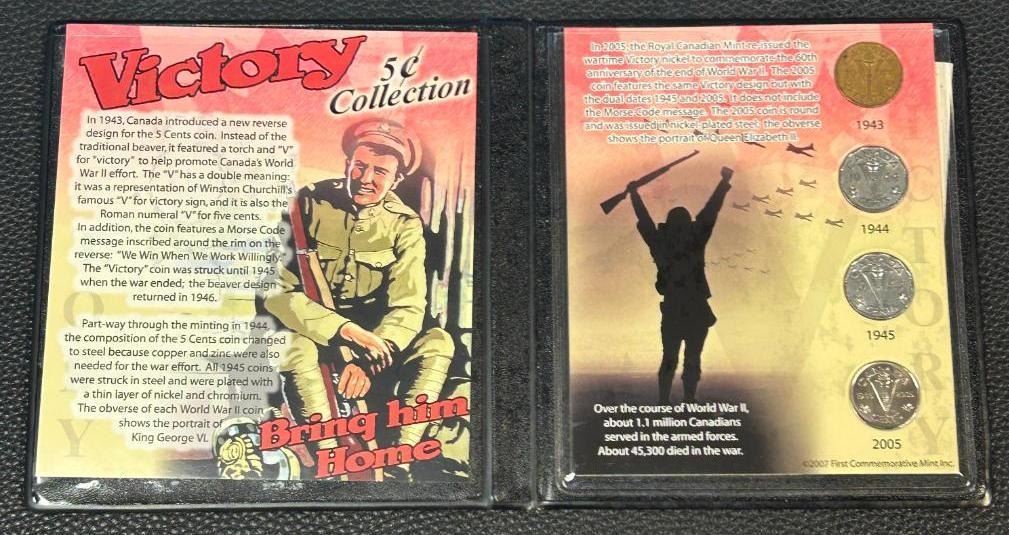 Victory
5¢
Collection
In 1943, Canada introduced a new reverse
design for the 5 Cents coin. Instead of the
traditional beaver, it featured a torch and "V"
for "victory" to help promote Canada's World
War II effort. The "V" has a double meaning:
it was a representation of Winston Churchill's
famous "V" for victory sign, and it is also the
Roman numeral "V" for five cents.
In addition, the coin features a Morse Code
message inscribed around the rim on the
reverse: "We Win When We Work Willingly."
The "Victory" coin was struck until 1945
when the war ended; the beaver design
returned in 1946.
Part-way through the minting in 1944,
the composition of the 5 Cents coin changed
to steel because copper and zinc were also
needed for the war effort. All 1945 coins
were struck in steel and were plated with
a thin layer of nickel and chromium.
The obverse of each World War II coin
shows the portrait of
King George VI.
Bring him
Home
In 2005, the Royal Canadian Mint re-issued the
wartime Victory nickel to commemorate the 60th
anniversary of the end of World War II. The 2005
coin features the same Victory design but with
the dual dates 1945 and 2005. It does not include
the Morse Code message. The 2005 coin is round
and was issued in nickel-plated steel; the obverse
shows the portrait of Queen Elizabeth II.
1943
1944
1945
2005
C
T
O
R
Y
Over the course of World War II,
about 1.1 million Canadians
served in the armed forces.
About 45,300 died in the war.
©2007 First Commemorative Mint Inc.